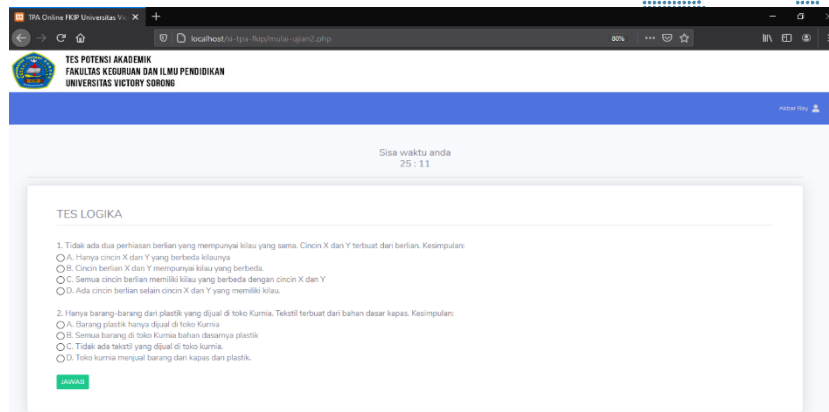 TPA Online FKIP Universitas Vic
localhost/si-tpa-fkip/mulai-ujian2.php
80%
TES POTENSI AKADEMIK
FAKULTAS KEGURUAN DAN ILMU PENDIDIKAN
UNIVERSITAS VICTORY SORONG
Akbar Ray
Sisa waktu anda
25 : 11
TES LOGIKA
1. Tidak ada dua perhiasan berlian yang mempunyai kilau yang sama. Cincin X dan Y terbuat dari berlian. Kesimpulan:
A. Hanya cincin X dan Y yang berbeda kilaunya
B. Cincin berlian X dan Y mempunyai kilau yang berbeda.
C. Semua cincin berlian memiliki kilau yang berbeda dengan cincin X dan Y
D. Ada cincin berlian selain cincin X dan Y yang memiliki kilau.
2. Hanya barang-barang dari plastik yang dijual di toko Kurnia. Tekstil terbuat dari bahan dasar kapas. Kesimpulan:
A. Barang plastik hanya dijual di toko Kurnia
B. Semua barang di toko Kurnia bahan dasarnya plastik
C. Tidak ada tekstil yang dijual di toko kurnia.
D. Toko kurnia menjual barang dari kapas dan plastik.
JAWAB